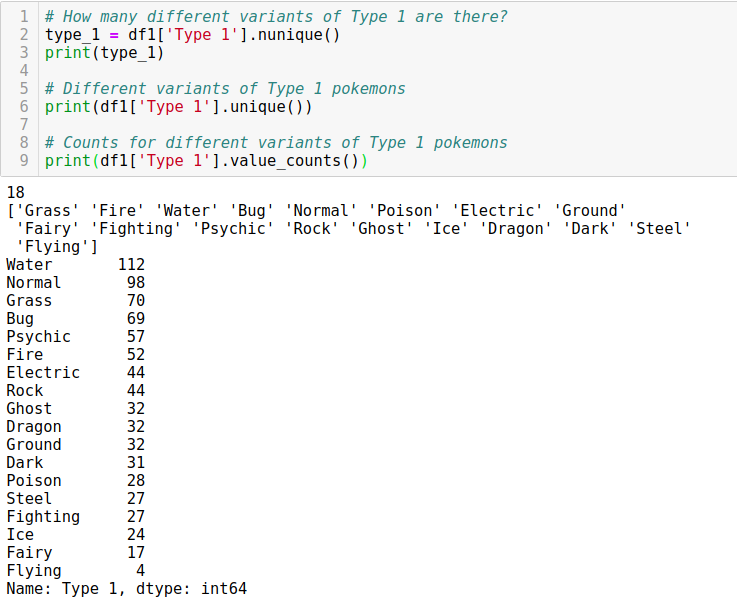 1 # How many different variants of Type 1 are there?
2 type_1 = df1['Type 1'].nunique()
3 print(type_1)
4
5 # Different variants of Type 1 pokemons
6 print(df1['Type 1'].unique())
7
8 # Counts for different variants of Type 1 pokemons
9 print(df1['Type 1'].value_counts())
18
['Grass' 'Fire' 'Water' 'Bug' 'Normal' 'Poison' 'Electric' 'Ground'
 'Fairy' 'Fighting' 'Psychic' 'Rock' 'Ghost' 'Ice' 'Dragon' 'Dark' 'Steel'
 'Flying']
Water       112
Normal       98
Grass        70
Bug          69
Psychic      57
Fire         52
Electric     44
Rock         44
Ghost        32
Dragon       32
Ground       32
Dark         31
Poison       28
Steel        27
Fighting     27
Ice          24
Fairy        17
Flying        4
Name: Type 1, dtype: int64